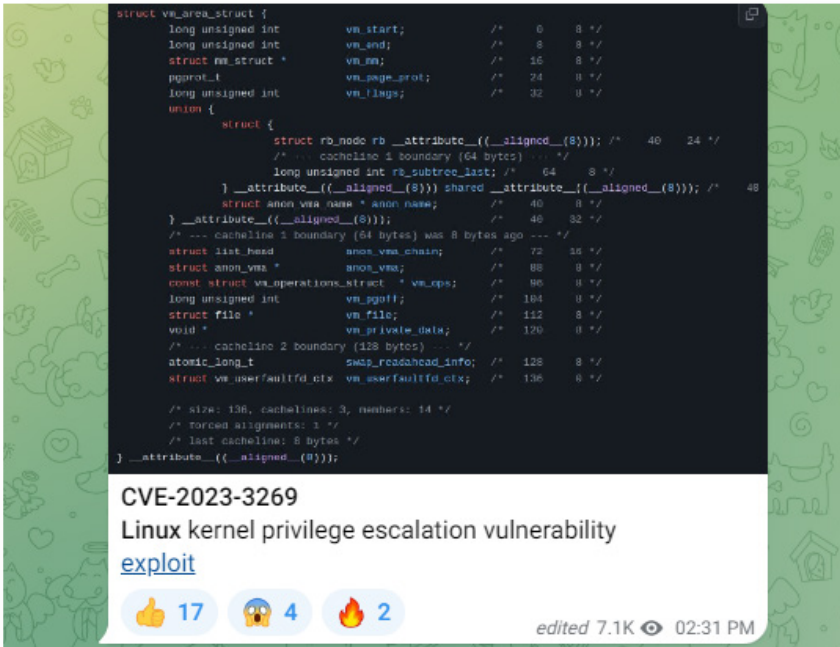 struct vm_area_struct {
long unsigned int vm_start; /* 0 8 */
long unsigned int vm_end; /* 8 8 */
struct mm_struct * vm_mm; /* 16 8 */
pgprot_t vm_page_prot; /* 24 8 */
long unsigned int vm_flags; /* 32 8 */
union {
struct {
struct rb_node rb __attribute__((__aligned__(8))); /* 40 24 */
/* --- cacheline 1 boundary (64 bytes) --- */
long unsigned int rb_subtree_last; /* 64 8 */
} __attribute__((__aligned__(8))) shared __attribute__((__aligned__(8))); /* 40
struct anon_vma_name * anon_name; /* 40 8 */
} __attribute__((__aligned__(8))); /* 40 32 */
/* --- cacheline 1 boundary (64 bytes) was 8 bytes ago --- */
struct list_head anon_vma_chain; /* 72 16 */
struct anon_vma * anon_vma; /* 88 8 */
const struct vm_operations_struct * vm_ops; /* 96 8 */
long unsigned int vm_pgoff; /* 104 8 */
struct file * vm_file; /* 112 8 */
void * vm_private_data; /* 120 8 */
/* --- cacheline 2 boundary (128 bytes) --- */
atomic_long_t swap_readahead_info; /* 128 8 */
struct vm_userfaultfd_ctx vm_userfaultfd_ctx; /* 136 0 */
/* size: 136, cachelines: 3, members: 14 */
/* forced alignments: 1 */
/* last cacheline: 8 bytes */
} __attribute__((__aligned__(8)));
CVE-2023-3269
Linux kernel privilege escalation vulnerability
exploit
👍 17 😱 4 🔥 2
edited 7.1K 02:31 PM